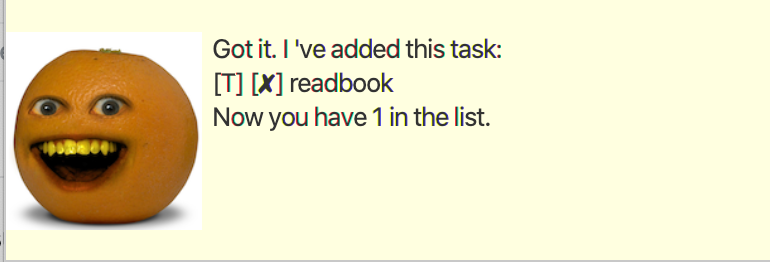 Got it. I 've added this task:
[T] [✘] readbook
Now you have 1 in the list.